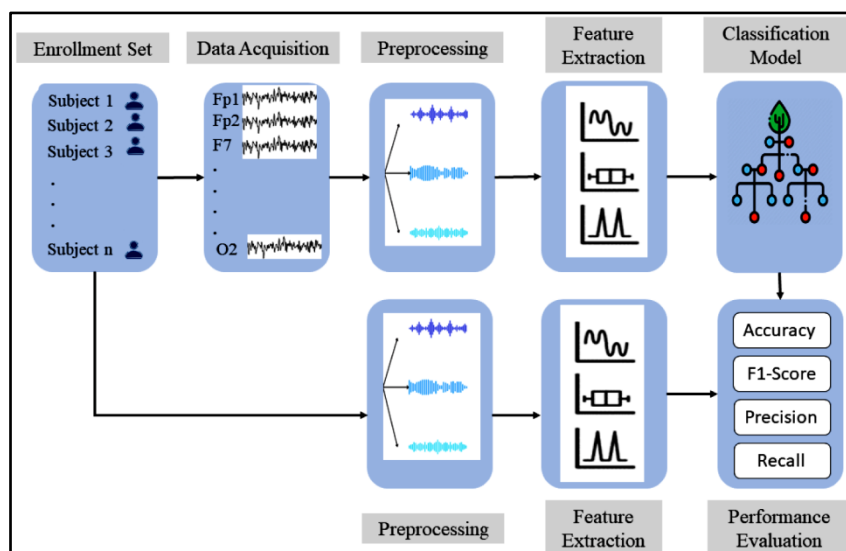 Enrollment Set
Data Acquisition
Preprocessing
Feature
Extraction
Classification
Model
Subject 1
Subject 2
Subject 3
.
.
.
Subject n
Fp1
Fp2
F7
.
.
.
.
O2
Accuracy
F1-Score
Precision
Recall
Preprocessing
Feature
Extraction
Performance
Evaluation